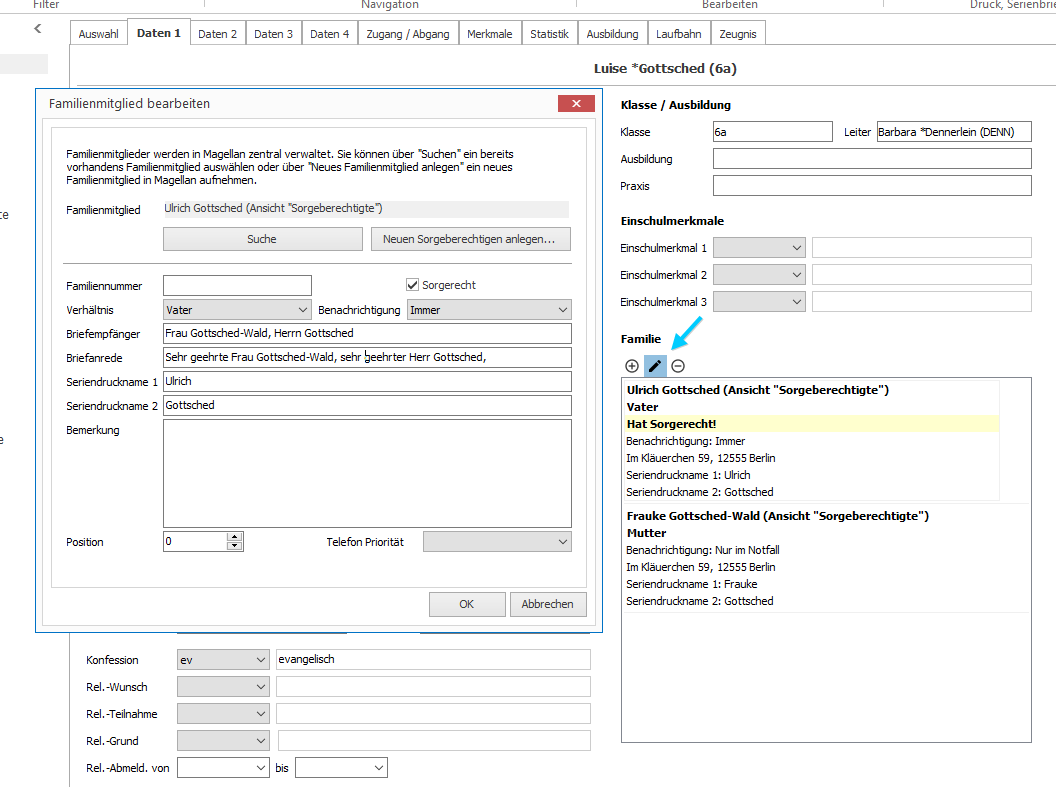 Filter
Navigation
Bearbeiten
Druck, Serienbrie
Auswahl
Daten 1
Daten 2
Daten 3
Daten 4
Zugang / Abgang
Merkmale
Statistik
Ausbildung
Laufbahn
Zeugnis
Luise *Gottsched (6a)
Familienmitglied bearbeiten
Familienmitglieder werden in Magellan zentral verwaltet. Sie können über "Suchen" ein bereits
vorhandens Familienmitglied auswählen oder über "Neues Familienmitglied anlegen" ein neues
Familienmitglied in Magellan aufnehmen.
Familienmitglied
Ulrich Gottsched (Ansicht "Sorgeberechtigte")
Suche
Neuen Sorgeberechtigen anlegen...
Familiennummer
Sorgerecht
Verhältnis
Vater
Benachrichtigung
Immer
Briefempfänger
Frau Gottsched-Wald, Herrn Gottsched
Briefanrede
Sehr geehrte Frau Gottsched-Wald, sehr geehrter Herr Gottsched,
Seriendruckname 1
Ulrich
Seriendruckname 2
Gottsched
Bemerkung
Position
0
Telefon Priorität
OK
Abbrechen
Konfession
ev
evangelisch
Rel.-Wunsch
Rel.-Teilnahme
Rel.-Grund
Rel.-Abmeld. von
bis
Klasse / Ausbildung
Klasse
6a
Leiter
Barbara *Dennerlein (DENN)
Ausbildung
Praxis
Einschulmerkmale
Einschulmerkmal 1
Einschulmerkmal 2
Einschulmerkmal 3
Familie
Ulrich Gottsched (Ansicht "Sorgeberechtigte")
Vater
Hat Sorgerecht!
Benachrichtigung: Immer
Im Kläuerchen 59, 12555 Berlin
Seriendruckname 1: Ulrich
Seriendruckname 2: Gottsched
Frauke Gottsched-Wald (Ansicht "Sorgeberechtigte")
Mutter
Benachrichtigung: Nur im Notfall
Im Kläuerchen 59, 12555 Berlin
Seriendruckname 1: Frauke
Seriendruckname 2: Gottsched